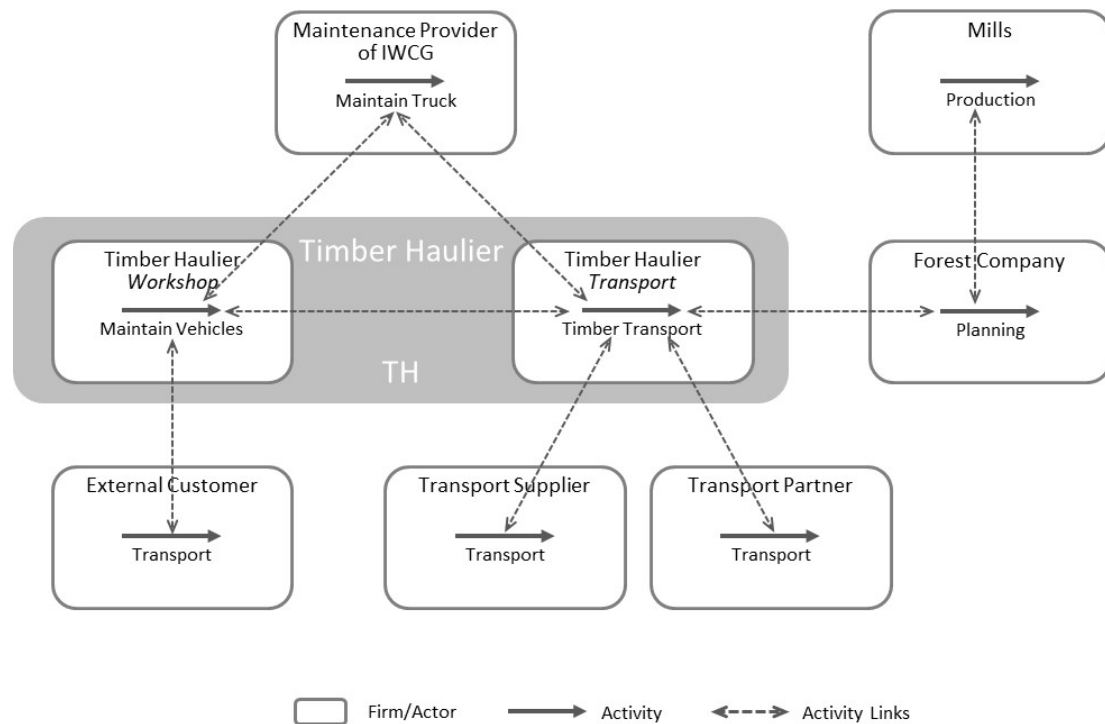 Maintenance Provider
of IWCG
Maintain Truck
Mills
Production
Timber Haulier
Timber Haulier
Workshop
Maintain Vehicles
Timber Haulier
Transport
Timber Transport
TH
Forest Company
Planning
External Customer
Transport
Transport Supplier
Transport
Transport Partner
Transport
Firm/Actor
Activity
Activity Links